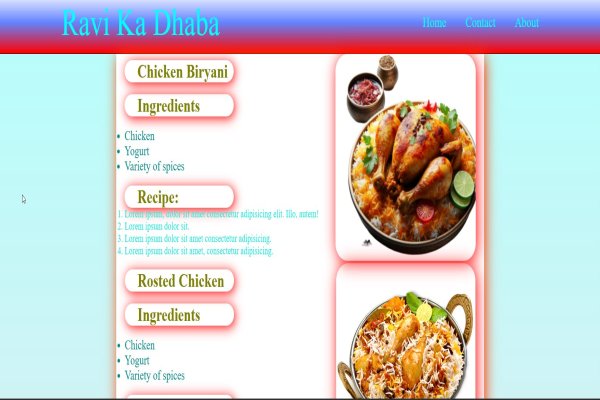 Ravi Ka Dhaba
Home Contact About
Chicken Biryani
Ingredients
• Chicken
• Yogurt
• Variety of spices
Recipe:
1. Lorem ipsum, dolor sit amet consectetur adipisicing elit. Illo, autem!
2. Lorem ipsum dolor sit.
3. Lorem ipsum dolor sit amet consectetur adipisicing.
4. Lorem ipsum dolor sit amet, consectetur adipisicing.
Rosted Chicken
Ingredients
• Chicken
• Yogurt
• Variety of spices